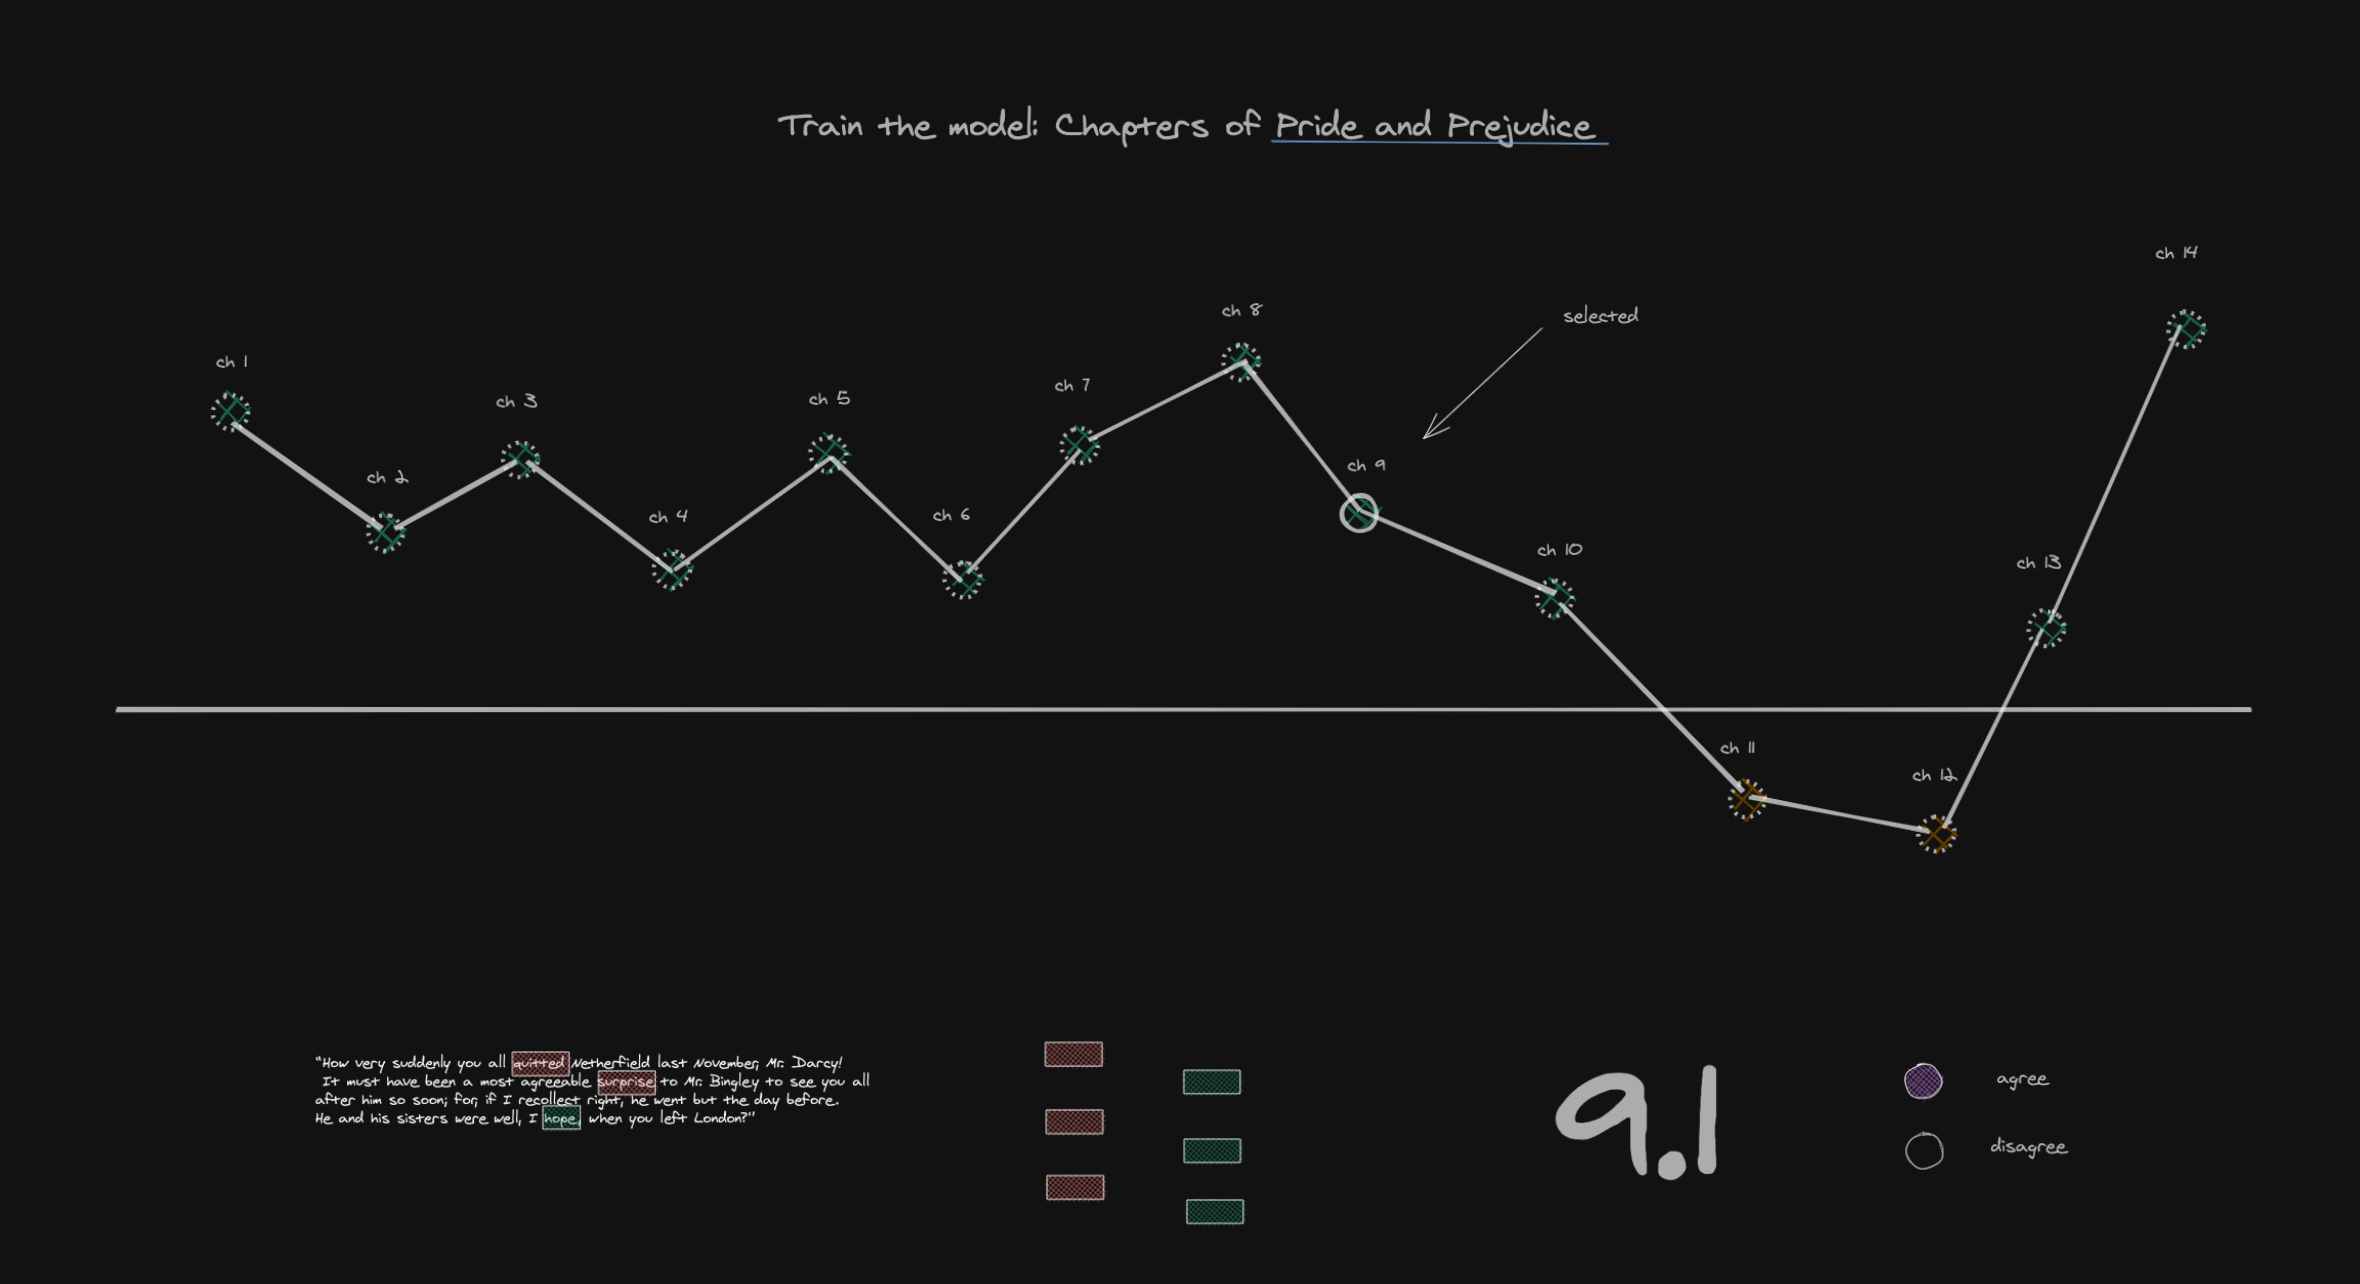 Train the model: Chapters of Pride and Prejudice
ch 14
ch 8
selected
ch 1
ch 7
ch 5
ch 3
ch 9
ch 2
ch 6
ch 4
ch 10
ch 13
ch 11
ch 12
"How very suddenly you all quitted Netherfield last November, Mr. Darcy!
It must have been a most agreeable surprise to Mr. Bingley to see you all
after him so soon; for, if I recollect right, he went but the day before.
He and his sisters were well, I hope, when you left London?"
9.1
agree
disagree